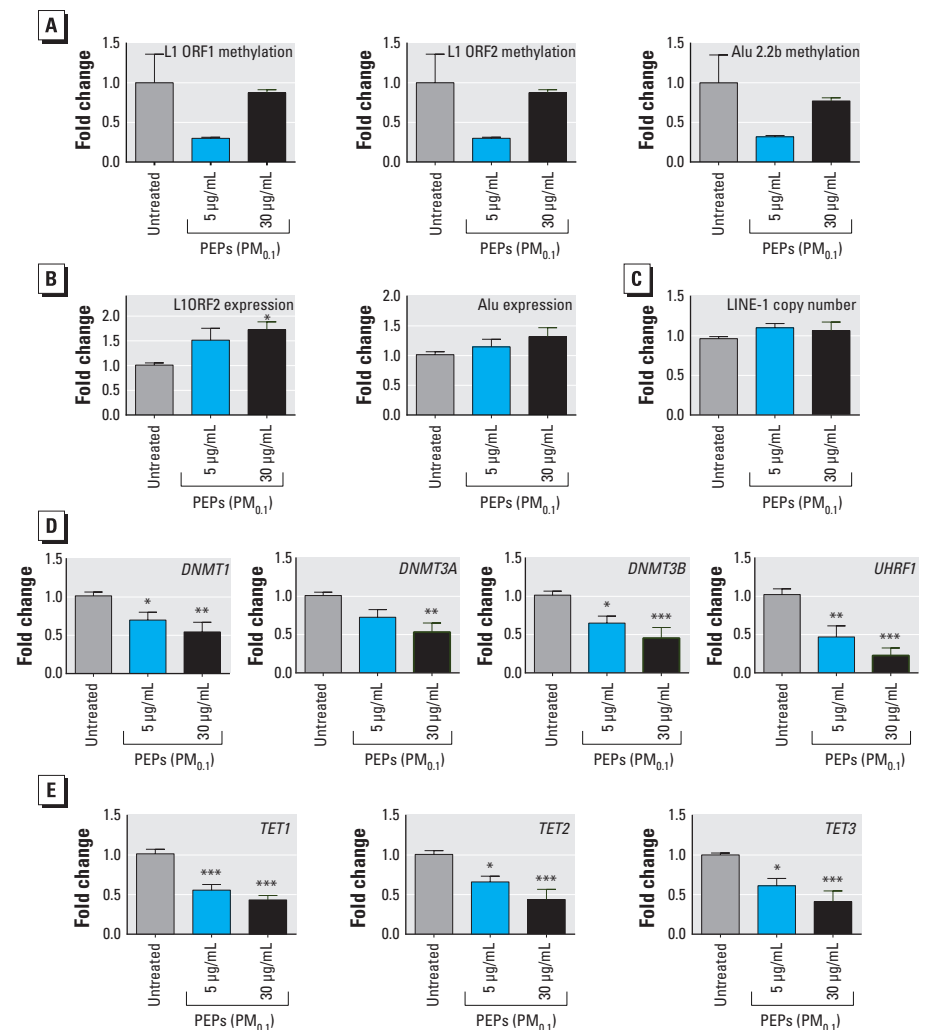 A
L1 ORF1 methylation
Fold change
1.5
1.0
0.5
0.0
Untreated
5 µg/mL
30 µg/mL
PEPs (PM0.1)
L1 ORF2 methylation
Fold change
1.5
1.0
0.5
0.0
Untreated
5 µg/mL
30 µg/mL
PEPs (PM0.1)
Alu 2.2b methylation
Fold change
1.5
1.0
0.5
0.0
Untreated
5 µg/mL
30 µg/mL
PEPs (PM0.1)
B
L1ORF2 expression
Fold change
2.0
1.5
1.0
0.5
0.0
*
Untreated
5 µg/mL
30 µg/mL
PEPs (PM0.1)
Alu expression
Fold change
2.0
1.5
1.0
0.5
0.0
Untreated
5 µg/mL
30 µg/mL
PEPs (PM0.1)
C
LINE-1 copy number
Fold change
1.5
1.0
0.5
0.0
Untreated
5 µg/mL
30 µg/mL
PEPs (PM0.1)
D
DNMT1
Fold change
1.5
1.0
0.5
0.0
*
**
Untreated
5 µg/mL
30 µg/mL
PEPs (PM0.1)
DNMT3A
Fold change
1.5
1.0
0.5
0.0
**
Untreated
5 µg/mL
30 µg/mL
PEPs (PM0.1)
DNMT3B
Fold change
1.5
1.0
0.5
0.0
*
***
Untreated
5 µg/mL
30 µg/mL
PEPs (PM0.1)
UHRF1
Fold change
1.5
1.0
0.5
0.0
**
***
Untreated
5 µg/mL
30 µg/mL
PEPs (PM0.1)
E
TET1
Fold change
1.5
1.0
0.5
0.0
***
***
Untreated
5 µg/mL
30 µg/mL
PEPs (PM0.1)
TET2
Fold change
1.5
1.0
0.5
0.0
*
***
Untreated
5 µg/mL
30 µg/mL
PEPs (PM0.1)
TET3
Fold change
1.5
1.0
0.5
0.0
*
***
Untreated
5 µg/mL
30 µg/mL
PEPs (PM0.1)